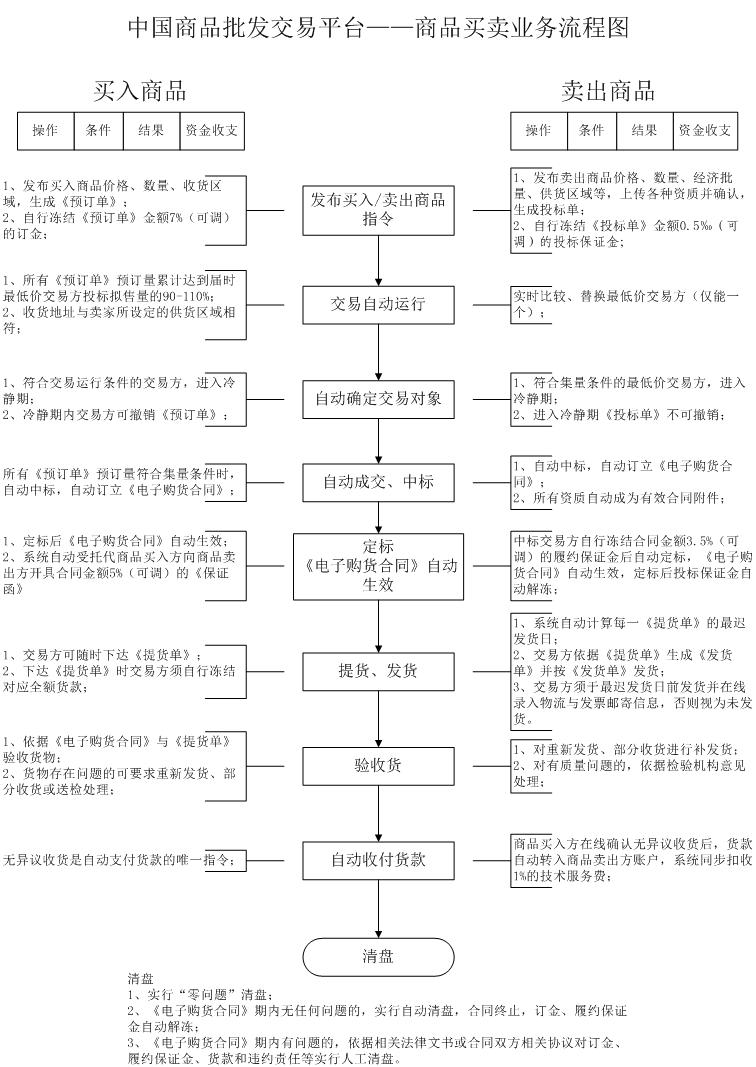 中国商品批发交易平台——商品买卖业务流程图
买入商品
卖出商品
操作 条件 结果 资金收支
操作 条件 结果 资金收支
1、发布买入商品价格、数量、收货区
域，生成《预订单》；
2、自行冻结《预订单》金额7%（可调）
的订金；
发布买入/卖出商品
指令
1、发布卖出商品价格、数量、经济批
量、供货区域等，上传各种资质并确认，
生成投标单；
2、自行冻结《投标单》金额0.5‰（可
调）的投标保证金；
1、所有《预订单》预订量累计达到届时
最低价交易方投标拟售量的90-110%；
2、收货地址与卖家所设定的供货区域相
符；
交易自动运行
实时比较、替换最低价交易方（仅能一
个）；
1、符合交易运行条件的交易方，进入冷
静期；
2、冷静期内交易方可撤销《预订单》；
自动确定交易对象
1、符合集量条件的最低价交易方，进入
冷静期；
2、进入冷静期《投标单》不可撤销；
所有《预订单》预订量符合集量条件时，
自动中标，自动订立《电子购货合同》；
自动成交、中标
1、自动中标，自动订立《电子购货合
同》；
2、所有资质自动成为有效合同附件；
1、定标后《电子购货合同》自动生效；
2、系统自动受托代商品买入方向商品卖
出方开具合同金额5%（可调）的《保证
函》
定标
《电子购货合同》自动
生效
中标交易方自行冻结合同金额3.5%（可
调）的履约保证金后自动定标，《电子购
货合同》自动生效，定标后投标保证金自
动解冻；
1、交易方可随时下达《提货单》；
2、下达《提货单》时交易方须自行冻结
对应全额货款；
提货、发货
1、系统自动计算每一《提货单》的最迟
发货日；
2、交易方依据《提货单》生成《发货
单》并按《发货单》发货；
3、交易方须于最迟发货日前发货并在线
录入物流与发票邮寄信息，否则视为未发
货。
1、依据《电子购货合同》与《提货单》
验收货物；
2、货物存在问题的可要求重新发货、部
分收货或送检处理；
验收货
1、对重新发货、部分收货进行补发货；
2、对有质量问题的，依据检验机构意见
处理；
无异议收货是自动支付货款的唯一指令；
自动收付货款
商品买入方在线确认无异议收货后，货款
自动转入商品卖出方账户，系统同步扣收
1%的技术服务费；
清盘
清盘
1、实行“零问题”清盘；
2、《电子购货合同》期内无任何问题的，实行自动清盘，合同终止，订金、履约保证
金自动解冻；
3、《电子购货合同》期内有问题的，依据相关法律文书或合同双方相关协议对订金、
履约保证金、货款和违约责任等实行人工清盘。